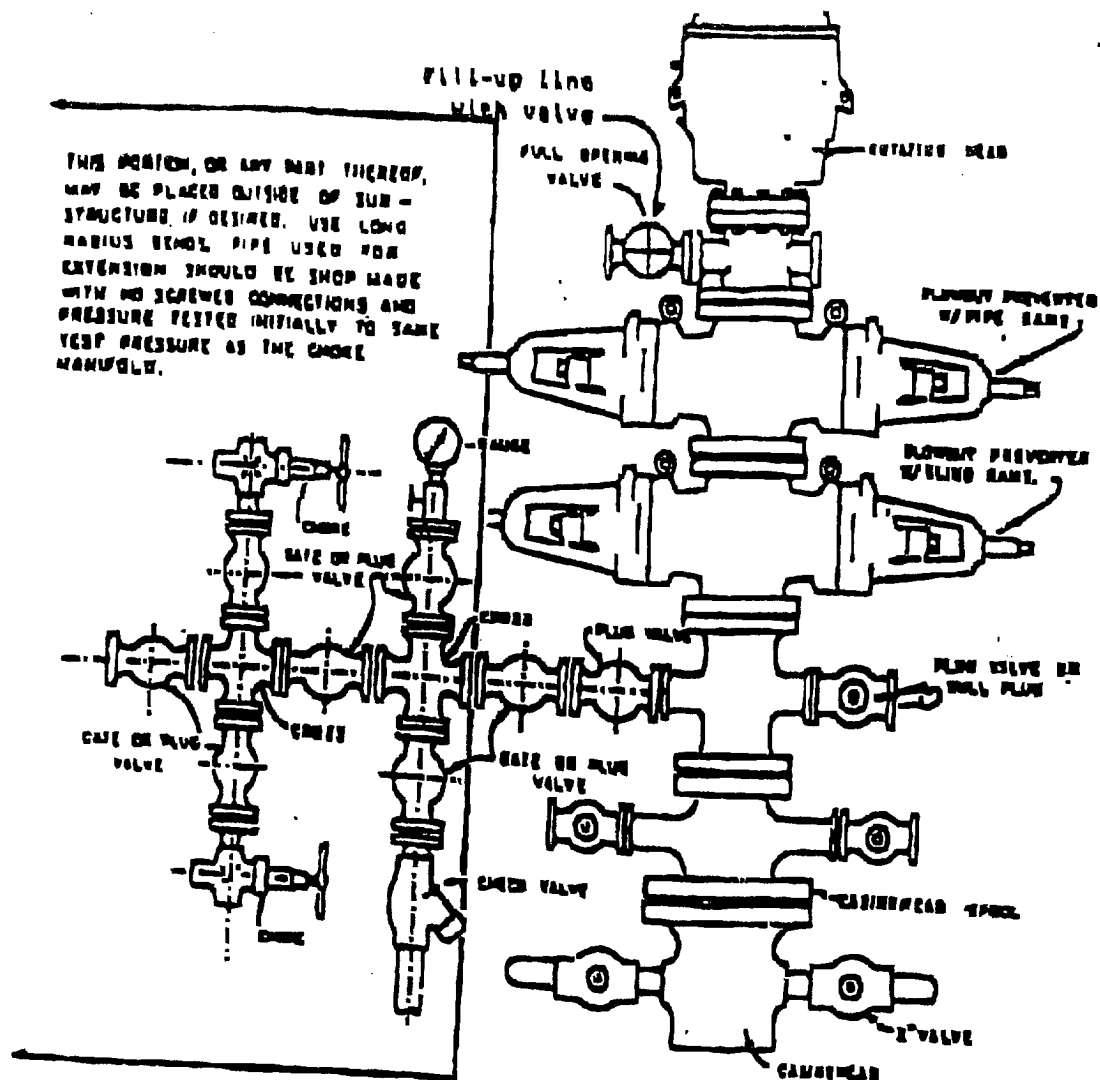 Fill-up line
with valve
FULL OPENING
VALVE
ROTATING HEAD
THIS PORTION, OR ANY PART THEREOF,
MAY BE PLACED OUTSIDE OF SUB-
STRUCTURE IF DESIRED. USE LONG
RADIUS BENDS. PIPE USED FOR
EXTENSION SHOULD BE SHOP MADE
WITH NO SCREWED CONNECTIONS AND
PRESSURE TESTED INITIALLY TO SAME
TEST PRESSURE AS THE CHOKE
MANIFOLD.
BLOWOUT PREVENTER
W/PIPE RAMS.
GAUGE
BLOWOUT PREVENTER
W/BLIND RAMS.
CHOKE
GATE OR PLUG
VALVE
CROSS
PLUG VALVE
PLUG VALVE OR
BULL PLUG
CROSS
GATE OR PLUG
VALVE
GATE OR PLUG
VALVE
CHECK VALVE
CASINGHEAD SPOOL
CHOKE
VALVE
CASINGHEAD